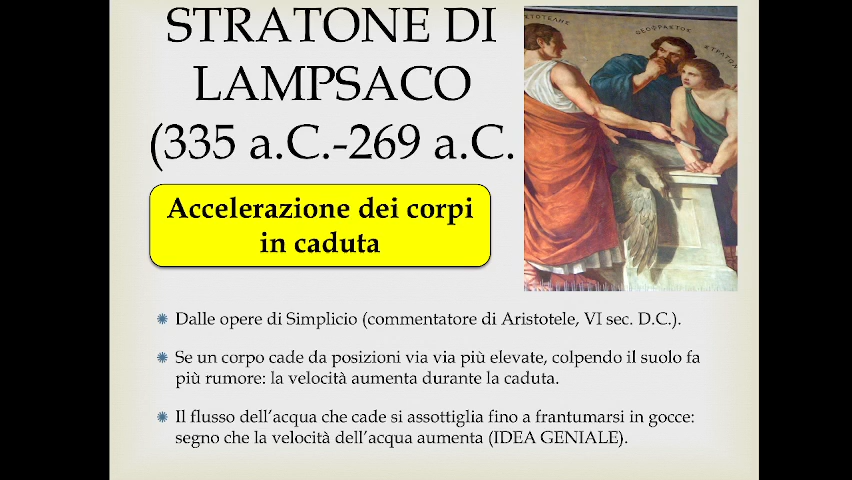 STRATONE DI
LAMPSACO
(335 a.C.-269 a.C.
Accelerazione dei corpi
in caduta
ΘΕΟΦΡΑΣΤΟΣ
Dalle opere di Simplicio (commentatore di Aristotele, VI sec. D.C.).
Se un corpo cade da posizioni via via più elevate, colpendo il suolo fa
più rumore: la velocità aumenta durante la caduta.
Il flusso dell'acqua che cade si assottiglia fino a frantumarsi in gocce:
segno che la velocità dell'acqua aumenta (IDEA GENIALE).